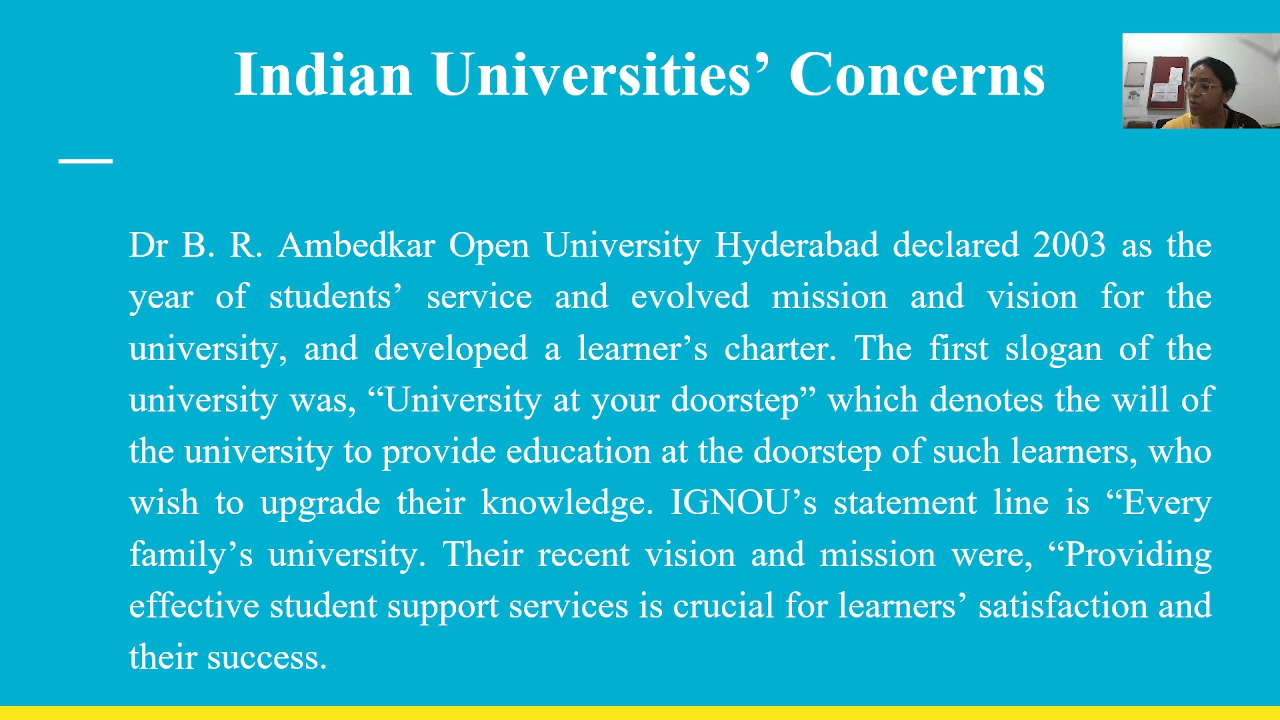 Indian Universities’ Concerns
Dr B. R. Ambedkar Open University Hyderabad declared 2003 as the
year of students’ service and evolved mission and vision for the
university, and developed a learner’s charter. The first slogan of the
university was, “University at your doorstep” which denotes the will of
the university to provide education at the doorstep of such learners, who
wish to upgrade their knowledge. IGNOU’s statement line is “Every
family’s university. Their recent vision and mission were, “Providing
effective student support services is crucial for learners’ satisfaction and
their success.